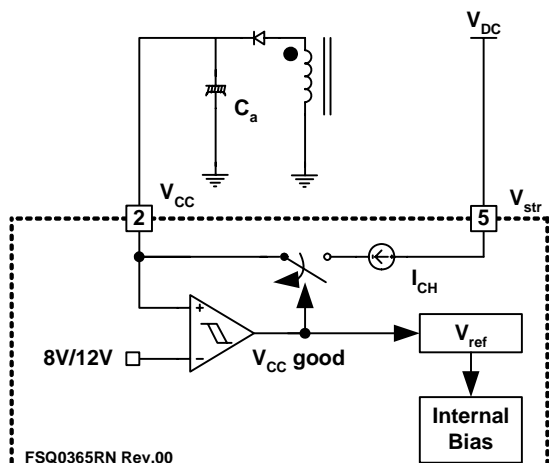 V_DC
C_a
V_CC
V_str
2
5
I_CH
+
-
8V/12V
V_CC good
V_ref
Internal
Bias
FSQ0365RN Rev.00